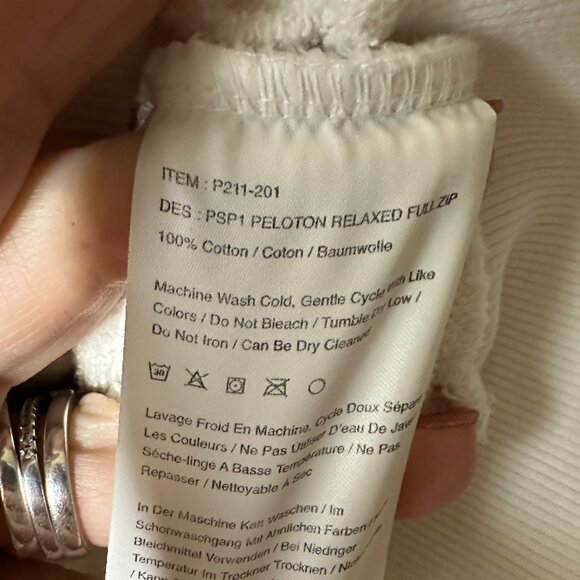 ITEM : P211-201
DES : PSP1 PELOTON RELAXED FULL ZIP
100% Cotton / Coton / Baumwolle
Machine Wash Cold, Gentle Cycle with Like
Colors / Do Not Bleach / Tumble Dry Low /
Do Not Iron / Can Be Dry Cleaned
30
Lavage Froid En Machine, Cycle Doux Séparé
Les Couleurs / Ne Pas Utiliser D'eau De Javel
Sèche-linge A Basse Température / Ne Pas
Repasser / Nettoyable A Sec
In Der Maschine Kalt Waschen / Im
Schonwaschgang Mit Ähnlichen Farben
Bleichmittel Verwenden / Bei Niedriger
Temperatur Im Trockner Trocknen /